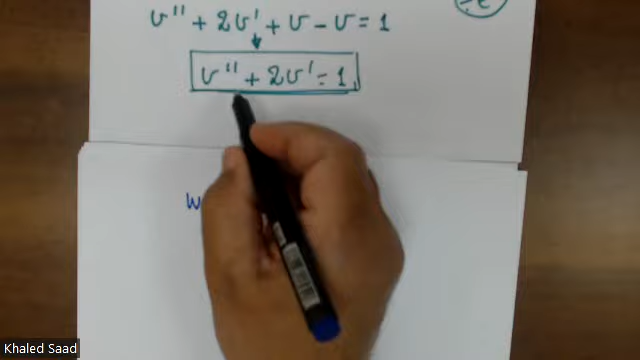 v'' + 2v' + v - v = 1
v'' + 2v' = 1
W
Khaled Saad